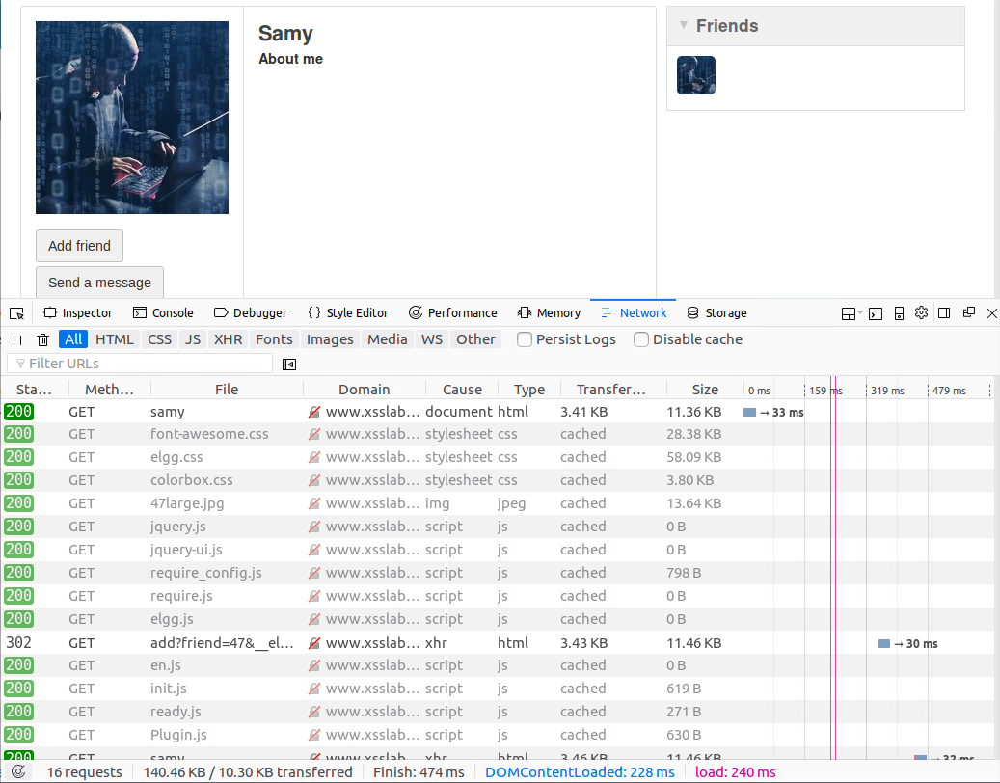 Samy
About me
Friends
Add friend
Send a message
Inspector Console Debugger {} Style Editor Performance Memory Network Storage
All HTML CSS JS XHR Fonts Images Media WS Other Persist Logs Disable cache
Filter URLs
Sta… Meth… File Domain Cause Type Transfer… Size 0 ms 159 ms 319 ms 479 ms
200 GET samy www.xsslab… document html 3.41 KB 11.36 KB → 33 ms
200 GET font-awesome.css www.xsslab… stylesheet css cached 28.38 KB
200 GET elgg.css www.xsslab… stylesheet css cached 58.09 KB
200 GET colorbox.css www.xsslab… stylesheet css cached 3.80 KB
200 GET 47large.jpg www.xsslab… img jpeg cached 13.64 KB
200 GET jquery.js www.xsslab… script js cached 0 B
200 GET jquery-ui.js www.xsslab… script js cached 0 B
200 GET require_config.js www.xsslab… script js cached 798 B
200 GET require.js www.xsslab… script js cached 0 B
200 GET elgg.js www.xsslab… script js cached 0 B
302 GET add?friend=47&__el… www.xsslab… xhr html 3.43 KB 11.46 KB → 30 ms
200 GET en.js www.xsslab… script js cached 0 B
200 GET init.js www.xsslab… script js cached 619 B
200 GET ready.js www.xsslab… script js cached 271 B
200 GET Plugin.js www.xsslab… script js cached 630 B
200 GET samy www.xsslab… xhr html 3.46 KB 11.46 KB → 32 ms
16 requests 140.46 KB / 10.30 KB transferred Finish: 474 ms DOMContentLoaded: 228 ms load: 240 ms